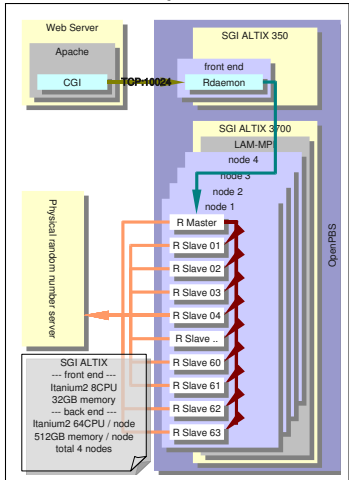 Web Server
Apache
CGI
TCP:10024
SGI ALTIX 350
front end
Rdaemon
SGI ALTIX 3700
LAM-MPI
node 4
node 3
node 2
node 1
R Master
R Slave 01
R Slave 02
R Slave 03
R Slave 04
R Slave ..
R Slave 60
R Slave 61
R Slave 62
R Slave 63
OpenPBS
Physical random number server
SGI ALTIX
--- front end ---
Itanium2 8CPU
32GB memory
--- back end ---
Itanium2 64CPU / node
512GB memory / node
total 4 nodes